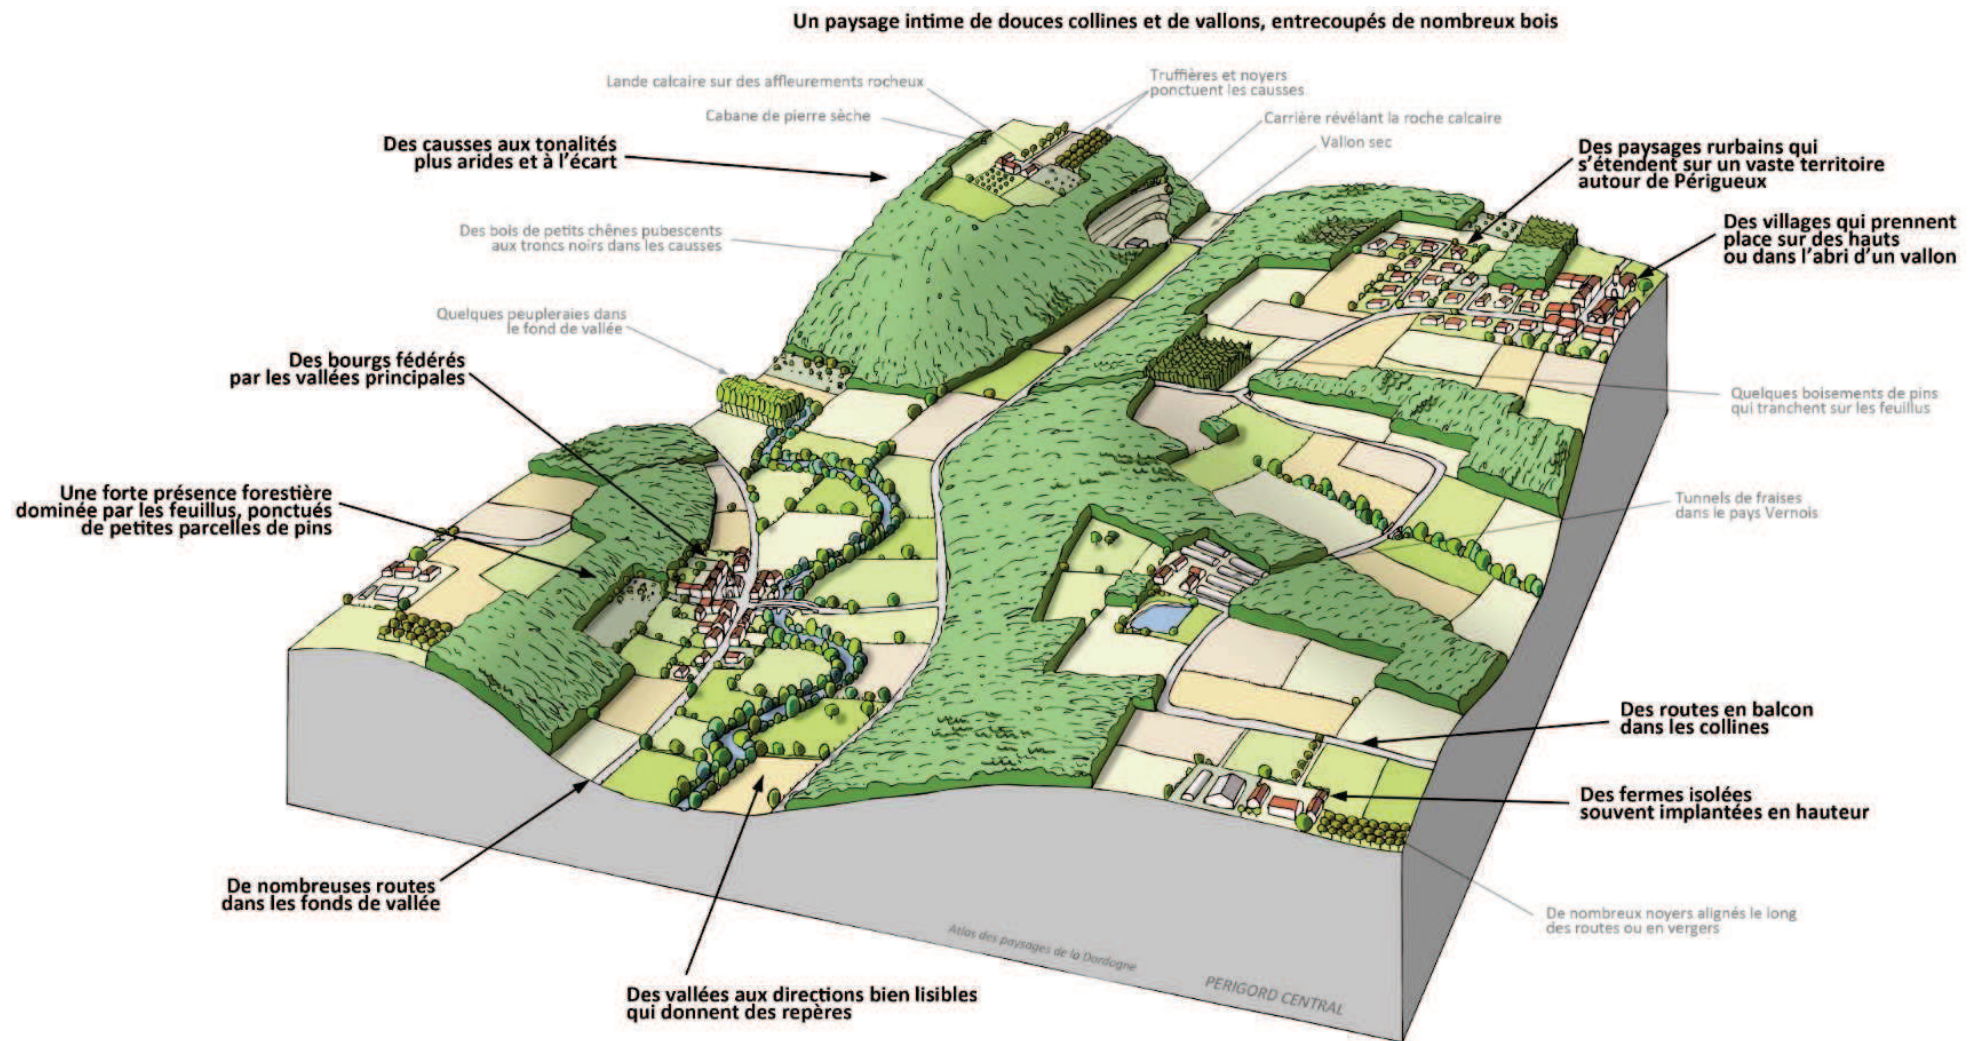 Un paysage intime de douces collines et de vallons, entrecoupés de nombreux bois
Lande calcaire sur des affleurements rocheux
Truffières et noyers
ponctuent les causses
Cabane de pierre sèche
Carrière révélant la roche calcaire
Vallon sec
Des causses aux tonalités
plus arides et à l'écart
Des paysages rurbains qui
s'étendent sur un vaste territoire
autour de Périgueux
Des villages qui prennent
place sur des hauts
ou dans l'abri d'un vallon
Des bois de petits chênes pubescents
aux troncs noirs dans les causses
Quelques peupleraies dans
le fond de vallée
Des bourgs fédérés
par les vallées principales
Quelques boisements de pins
qui tranchent sur les feuillus
Une forte présence forestière
dominée par les feuillus, ponctués
de petites parcelles de pins
Tunnels de fraises
dans le pays Vernois
Des routes en balcon
dans les collines
Des fermes isolées
souvent implantées en hauteur
De nombreuses routes
dans les fonds de vallée
De nombreux noyers alignés le long
des routes ou en vergers
Des vallées aux directions bien lisibles
qui donnent des repères
Atlas des paysages de la Dordogne
PERIGORD CENTRAL